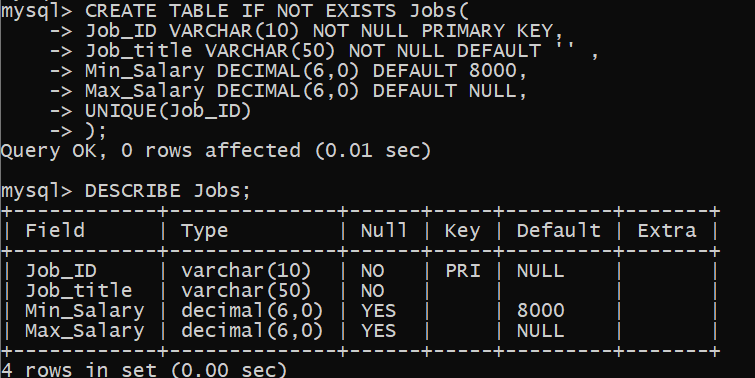 mysql> CREATE TABLE IF NOT EXISTS Jobs(
    -> Job_ID VARCHAR(10) NOT NULL PRIMARY KEY,
    -> Job_title VARCHAR(50) NOT NULL DEFAULT '' ,
    -> Min_Salary DECIMAL(6,0) DEFAULT 8000,
    -> Max_Salary DECIMAL(6,0) DEFAULT NULL,
    -> UNIQUE(Job_ID)
    -> );
Query OK, 0 rows affected (0.01 sec)

mysql> DESCRIBE Jobs;
+------------+--------------+------+-----+---------+-------+
| Field      | Type         | Null | Key | Default | Extra |
+------------+--------------+------+-----+---------+-------+
| Job_ID     | varchar(10)  | NO   | PRI | NULL    |       |
| Job_title  | varchar(50)  | NO   |     |         |       |
| Min_Salary | decimal(6,0) | YES  |     | 8000    |       |
| Max_Salary | decimal(6,0) | YES  |     | NULL    |       |
+------------+--------------+------+-----+---------+-------+
4 rows in set (0.00 sec)